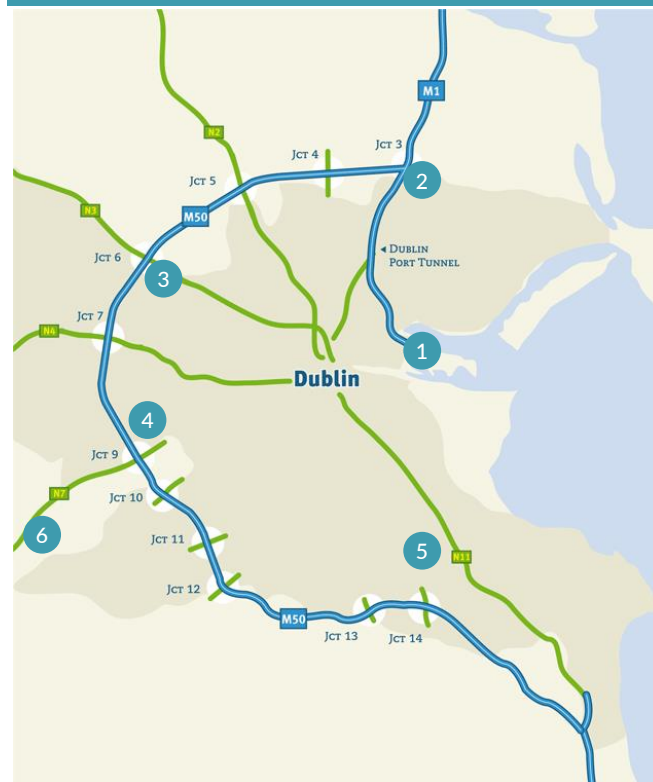 M1
N2
Jct 4
Jct 3
2
Jct 5
N3
M50
◂ Dublin
Port Tunnel
Jct 6
3
Jct 7
N4
1
Dublin
4
Jct 9
N7
Jct 10
6
Jct 11
5
N11
Jct 12
M50
Jct 13
Jct 14